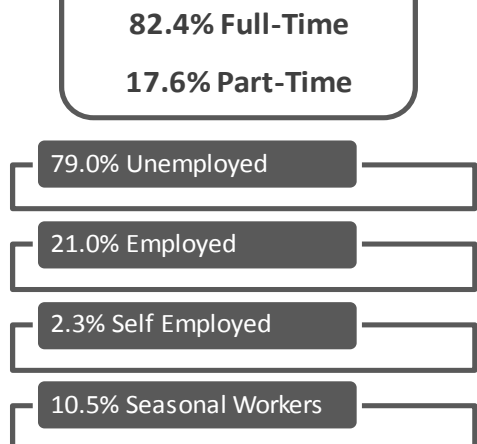 82.4% Full-Time
17.6% Part-Time
79.0% Unemployed
21.0% Employed
2.3% Self Employed
10.5% Seasonal Workers